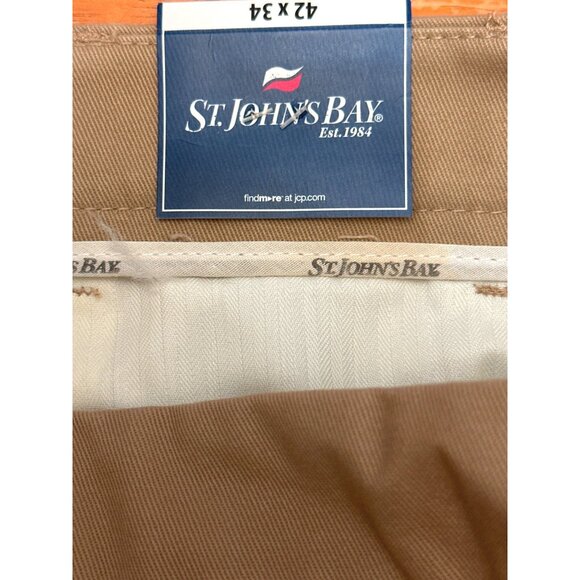 42 x 34
ST. JOHN'S BAY®
Est. 1984
findmore at jcp.com
S BAY.
ST. JOHN'S BAY.